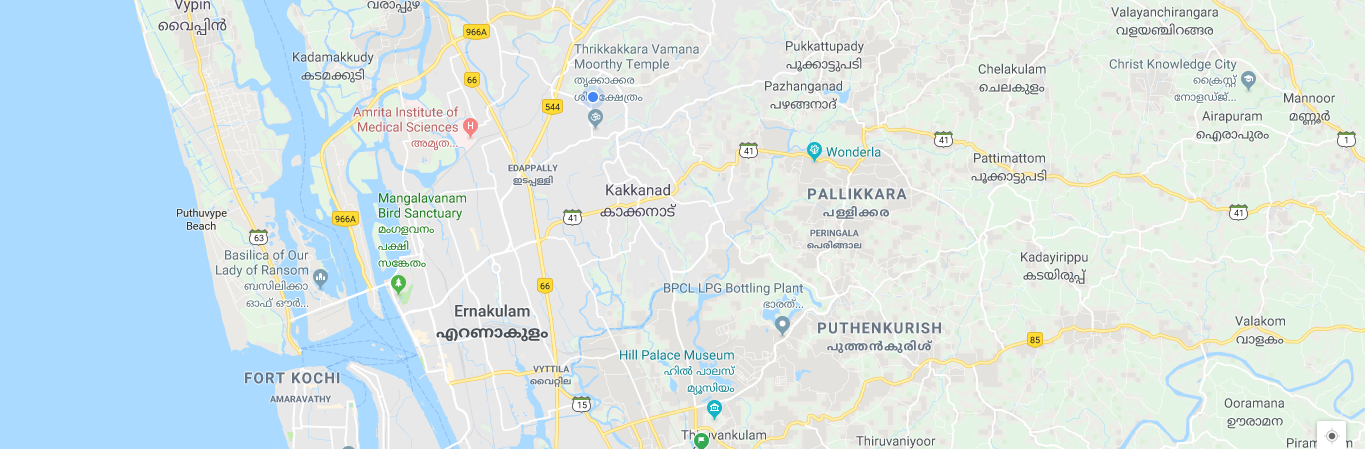 Vypin
വൈപ്പിൻ
വരാപ്പുഴ
966A
Kadamakkudy
കടമക്കുടി
66
Thrikkakkara Vamana
Moorthy Temple
തൃക്കാക്കര
544
Pukkattupady
പൂക്കാട്ടുപടി
Pazhanganad
പഴങ്ങനാട്
Valayanchirangara
വളയഞ്ചിറങ്ങര
Chelakulam
ചെലകുളം
Christ Knowledge City
ക്രൈസ്റ്റ്
നോളഡ്ജ്...
Mannoor
മണ്ണൂർ
Airapuram
ഐരാപുരം
1
Amrita Institute of
Medical Sciences
അമൃത...
H
EDAPPALLY
ഇടപ്പള്ളി
41
Wonderla
41
Pattimattom
പൂക്കാട്ടുപടി
Kakkanad
കാക്കനാട്
PALLIKKARA
പള്ളിക്കര
Mangalavanam
Bird Sanctuary
മംഗളവനം
പക്ഷി
സങ്കേതം
Puthuvype
Beach
966A
41
41
63
PERINGALA
പെരിങ്ങാല
Basilica of Our
Lady of Ransom
ബസിലിക്കാ
ഓഫ് ഔർ...
Kadayirippu
കടയിരുപ്പ്
66
BPCL LPG Bottling Plant
ഭാരത്...
Ernakulam
എറണാകുളം
PUTHENKURISH
പുത്തൻകുരിശ്
85
Valakom
വാളകം
Hill Palace Museum
ഹിൽ പാലസ്
മ്യൂസിയം
VYTTILA
വൈറ്റില
FORT KOCHI
AMARAVATHY
15
Ooramana
ഊരാമന
Thiruvaniyoor